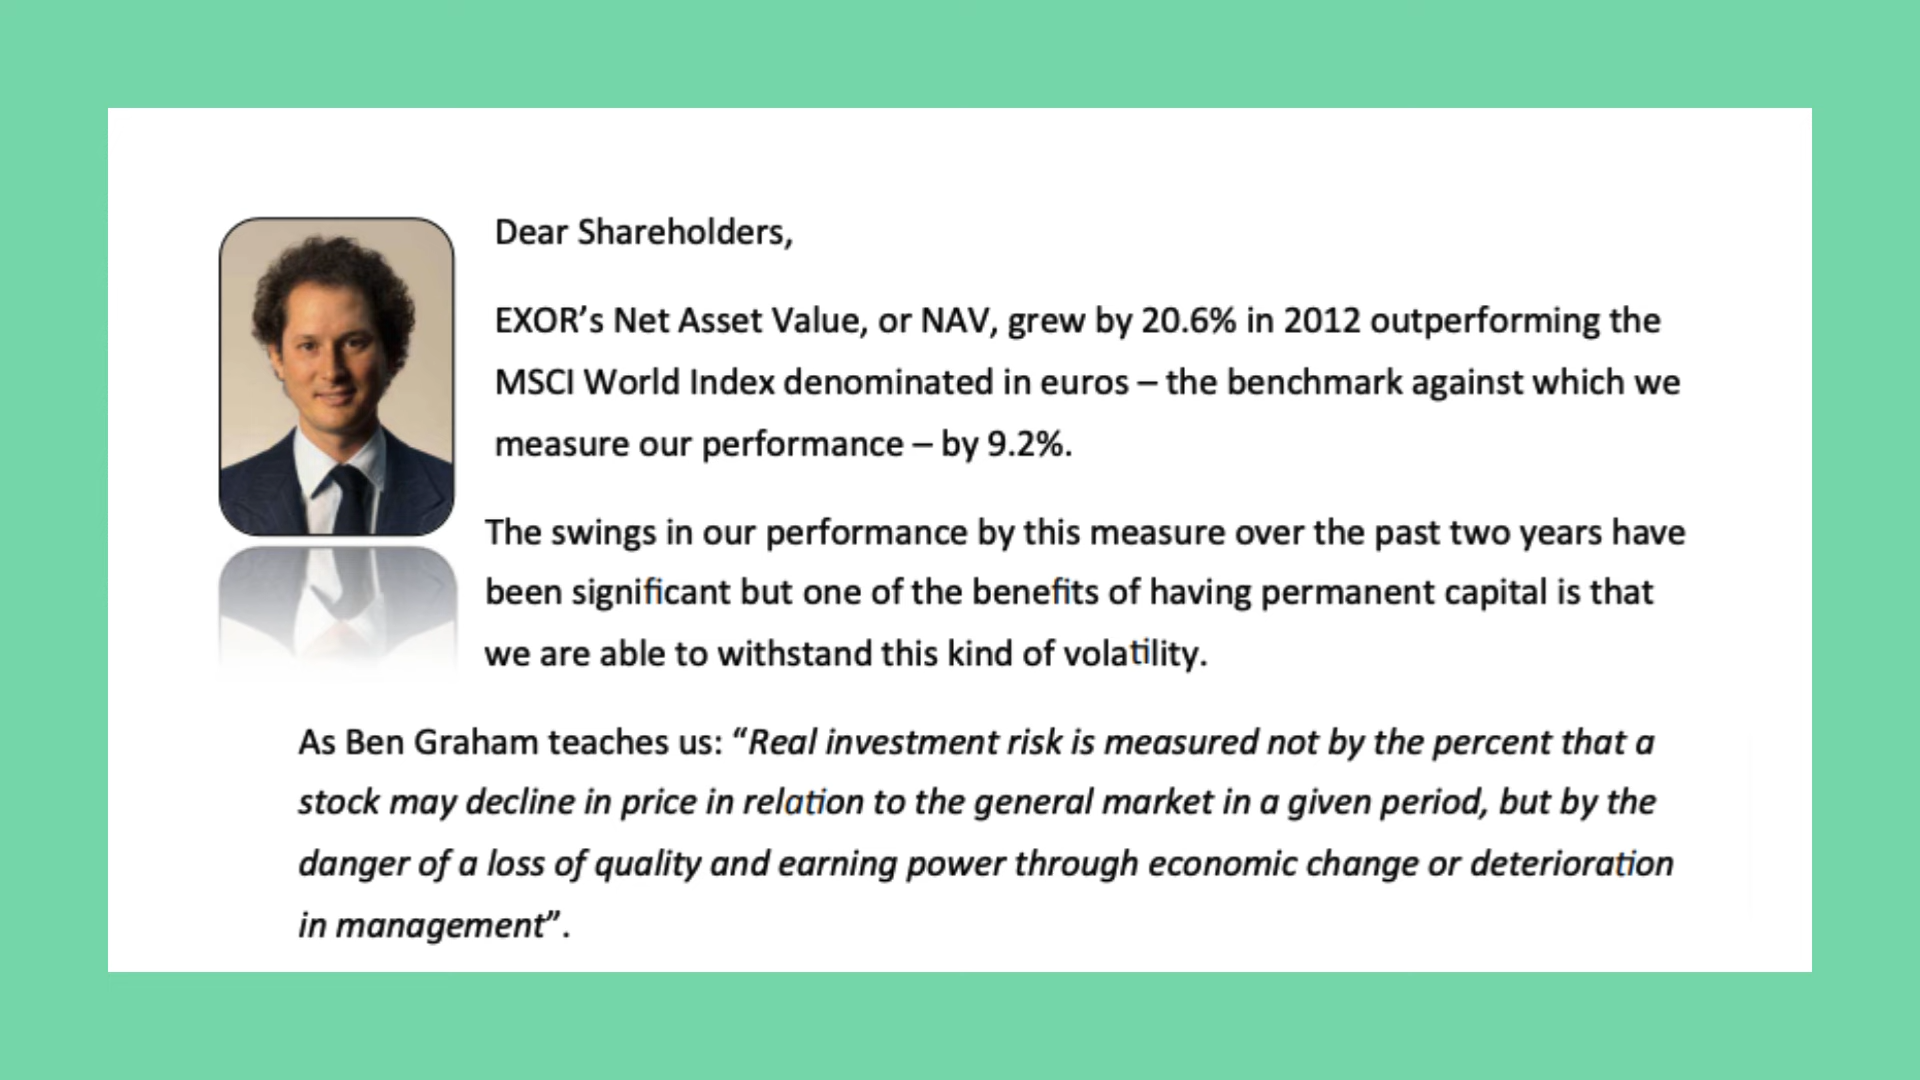 Dear Shareholders,
EXOR’s Net Asset Value, or NAV, grew by 20.6% in 2012 outperforming the
MSCI World Index denominated in euros – the benchmark against which we
measure our performance – by 9.2%.
The swings in our performance by this measure over the past two years have
been significant but one of the benefits of having permanent capital is that
we are able to withstand this kind of volatility.
As Ben Graham teaches us: “Real investment risk is measured not by the percent that a
stock may decline in price in relation to the general market in a given period, but by the
danger of a loss of quality and earning power through economic change or deterioration
in management”.